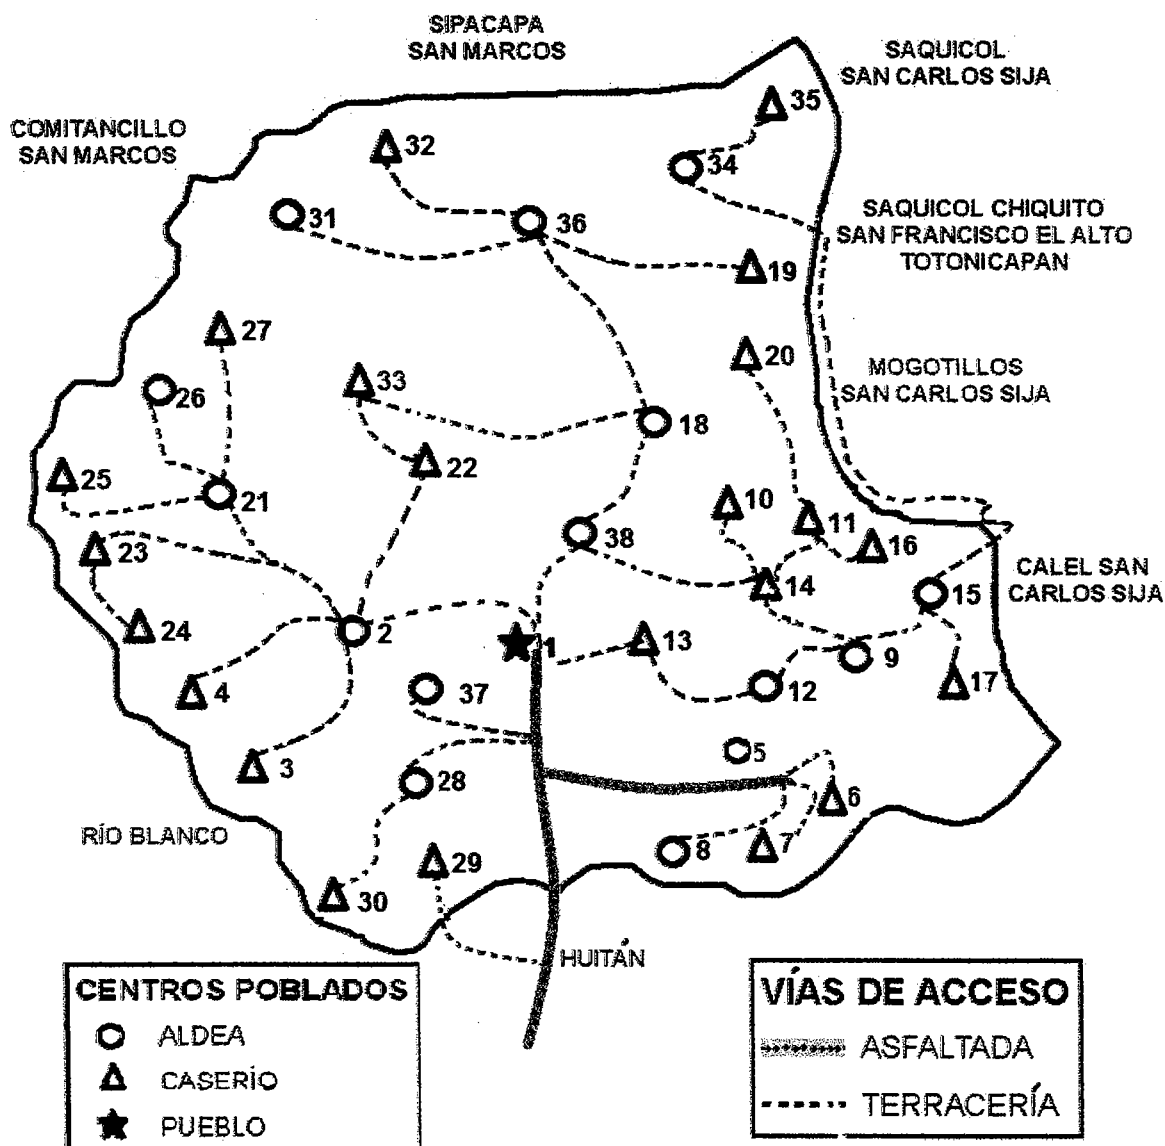 SIPACAPA
SAN MARCOS
SAQUICOL
SAN CARLOS SIJA
COMITANCILLO
SAN MARCOS
35
32
34
31
36
SAQUICOL CHIQUITO
SAN FRANCISCO EL ALTO
TOTONICAPAN
19
27
20
33
MOGOTILLOS
SAN CARLOS SIJA
26
18
22
25
21
10
11
23
38
16
14
CALEL SAN
CARLOS SIJA
15
24
2
1
13
9
4
37
12
17
5
3
28
6
RÍO BLANCO
29
8
7
30
HUITÁN
CENTROS POBLADOS
ALDEA
CASERÍO
PUEBLO
VÍAS DE ACCESO
ASFALTADA
TERRACERÍA